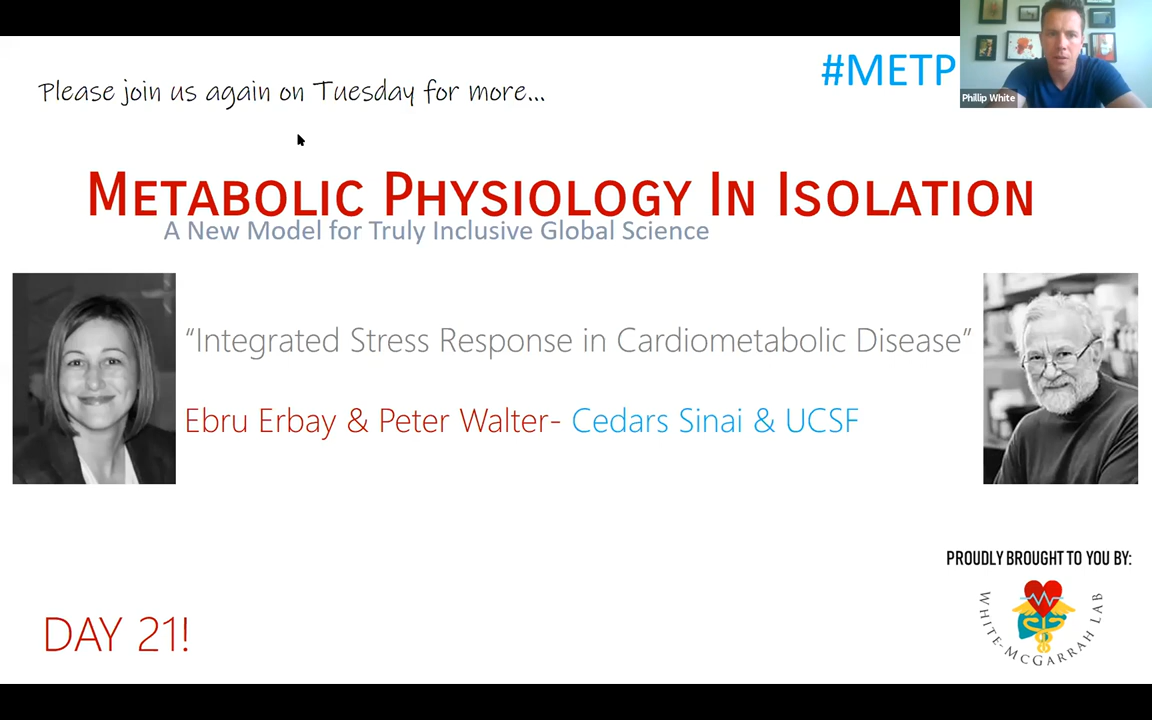 Please join us again on Tuesday for more...
#METP
Phillip White
METABOLIC PHYSIOLOGY IN ISOLATION
A New Model for Truly Inclusive Global Science
“Integrated Stress Response in Cardiometabolic Disease”
Ebru Erbay & Peter Walter- Cedars Sinai & UCSF
PROUDLY BROUGHT TO YOU BY:
WHITE-MCGARRAH LAB
DAY 21!